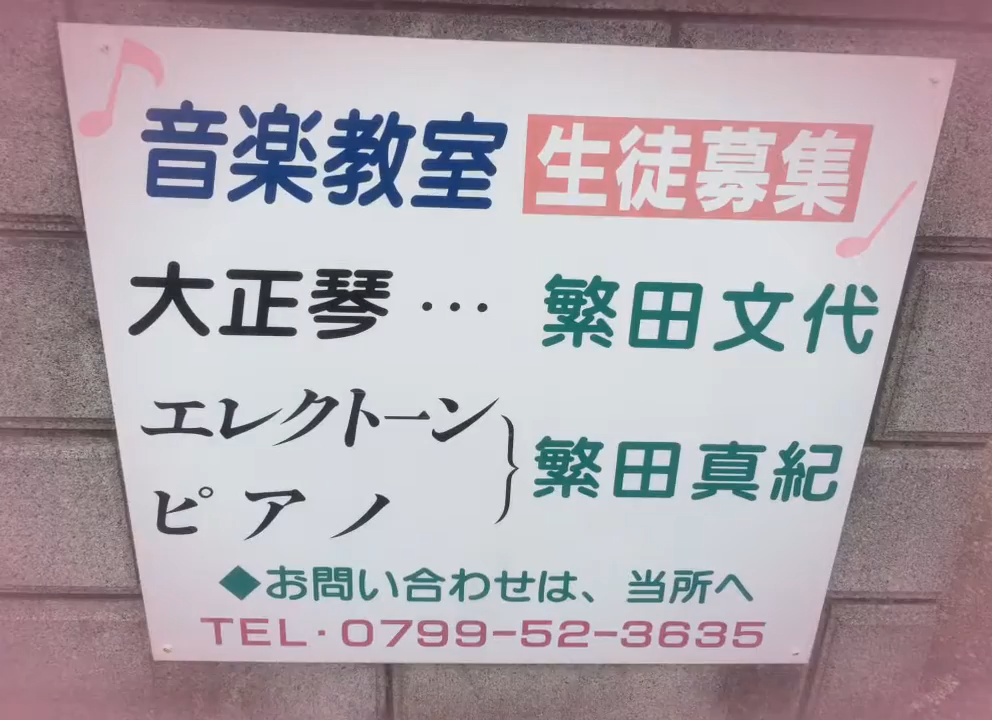 音楽教室 生徒募集
大正琴 … 繁田文代
エレクトーン
ピアノ
繁田真紀
◆お問い合わせは、当所へ
TEL・0799-52-3635